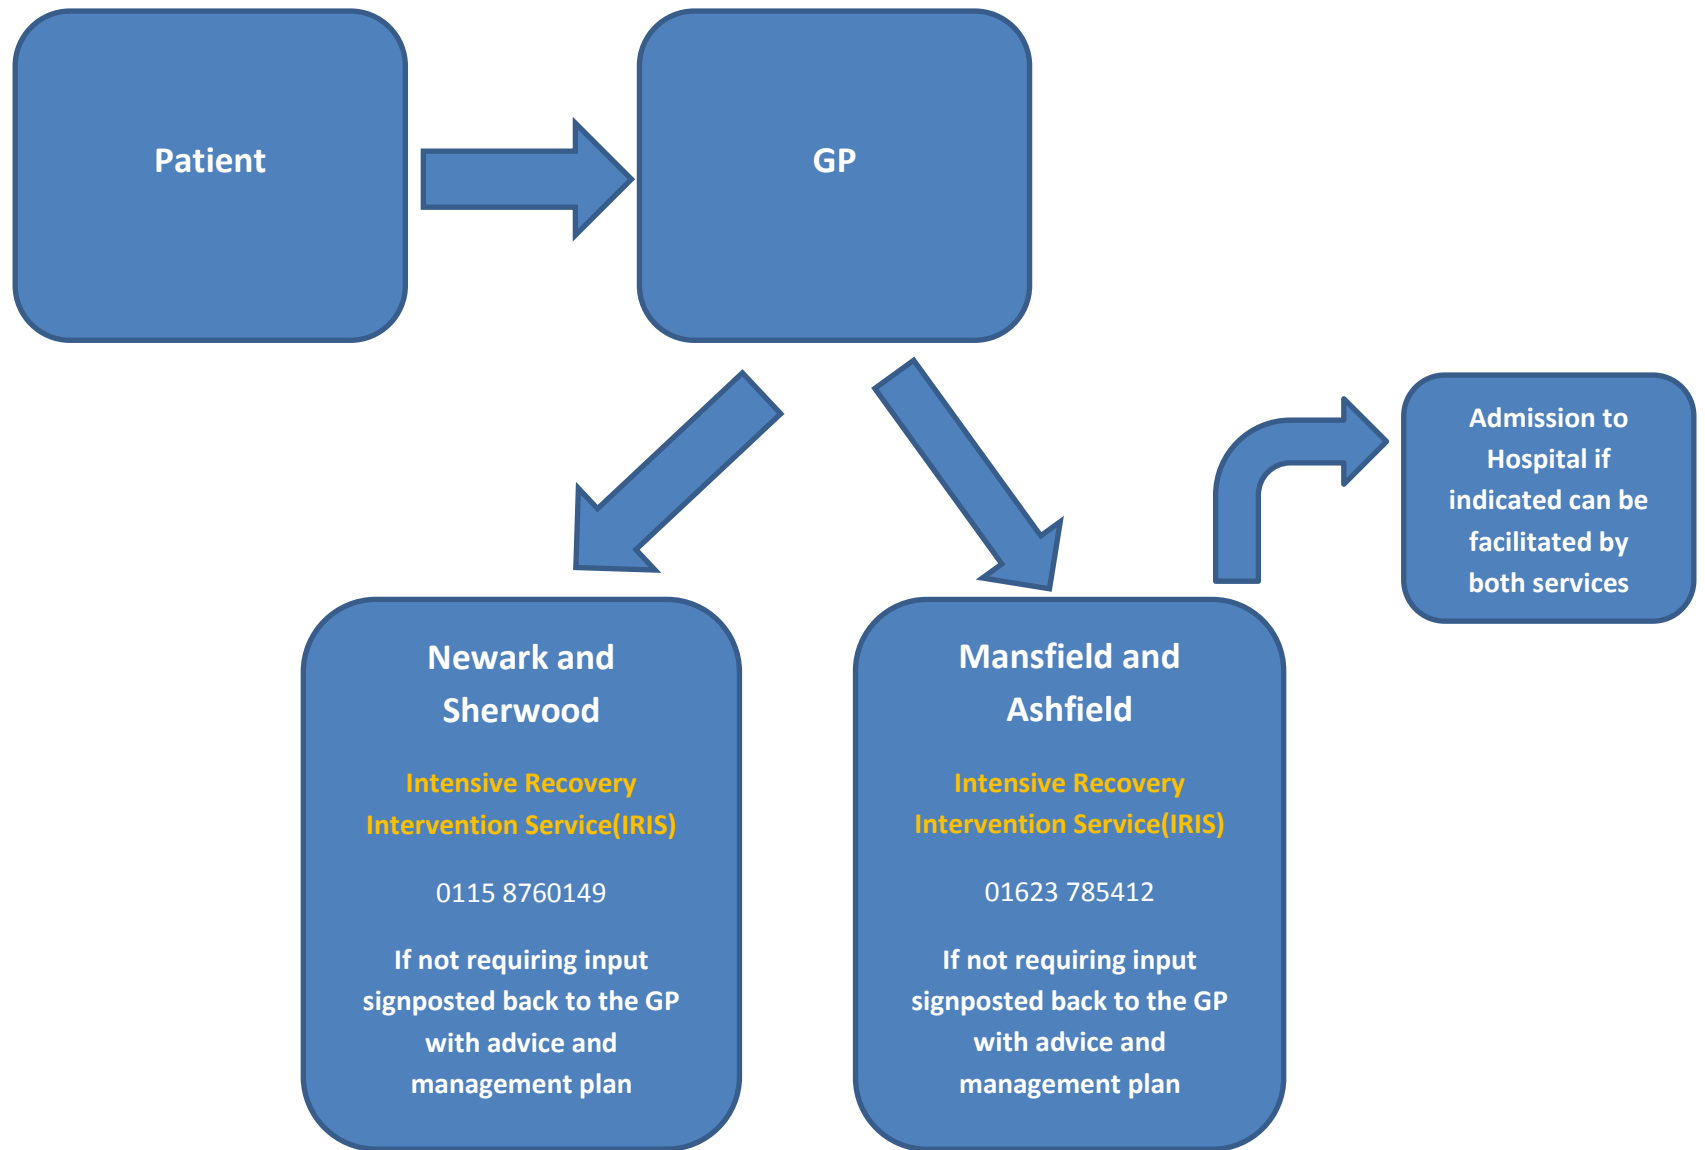 Patient
GP
Admission to
Hospital if
indicated can be
facilitated by
both services
Newark and
Sherwood
Intensive Recovery
Intervention Service(IRIS)
0115 8760149
If not requiring input
signposted back to the GP
with advice and
management plan
Mansfield and
Ashfield
Intensive Recovery
Intervention Service(IRIS)
01623 785412
If not requiring input
signposted back to the GP
with advice and
management plan